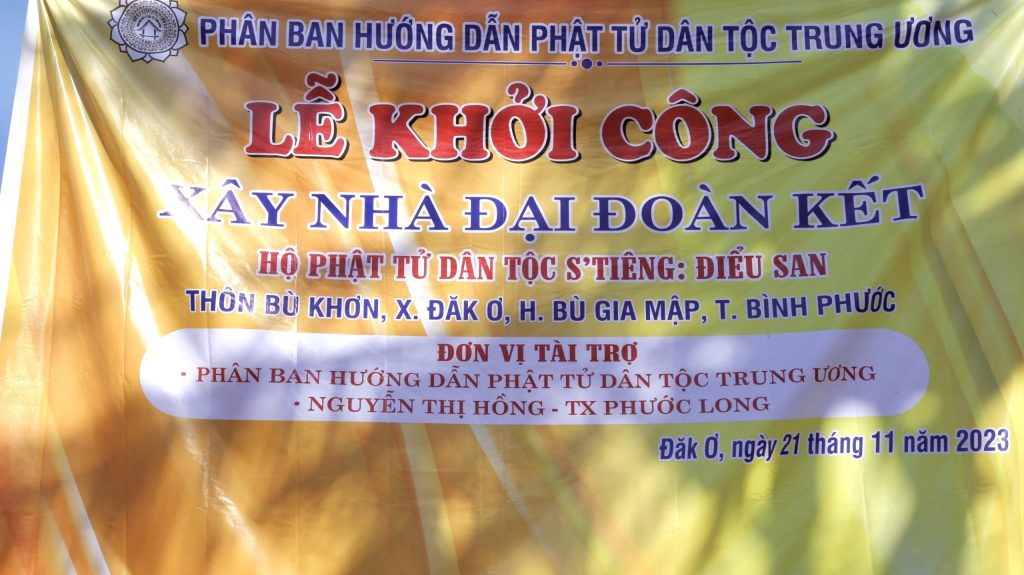 PHÂN BAN HƯỚNG DẪN PHẬT TỬ DÂN TỘC TRUNG ƯƠNG
LỄ KHỞI CÔNG
XÂY NHÀ ĐẠI ĐOÀN KẾT
HỘ PHẬT TỬ DÂN TỘC S'TIÊNG: ĐIỂU SAN
THÔN BÙ KHƠN, X. ĐĂK Ơ, H. BÙ GIA MẬP, T. BÌNH PHƯỚC
ĐƠN VỊ TÀI TRỢ
• PHÂN BAN HƯỚNG DẪN PHẬT TỬ DÂN TỘC TRUNG ƯƠNG
• NGUYỄN THỊ HỒNG - TX PHƯỚC LONG
Đăk Ơ, ngày 21 tháng 11 năm 2023